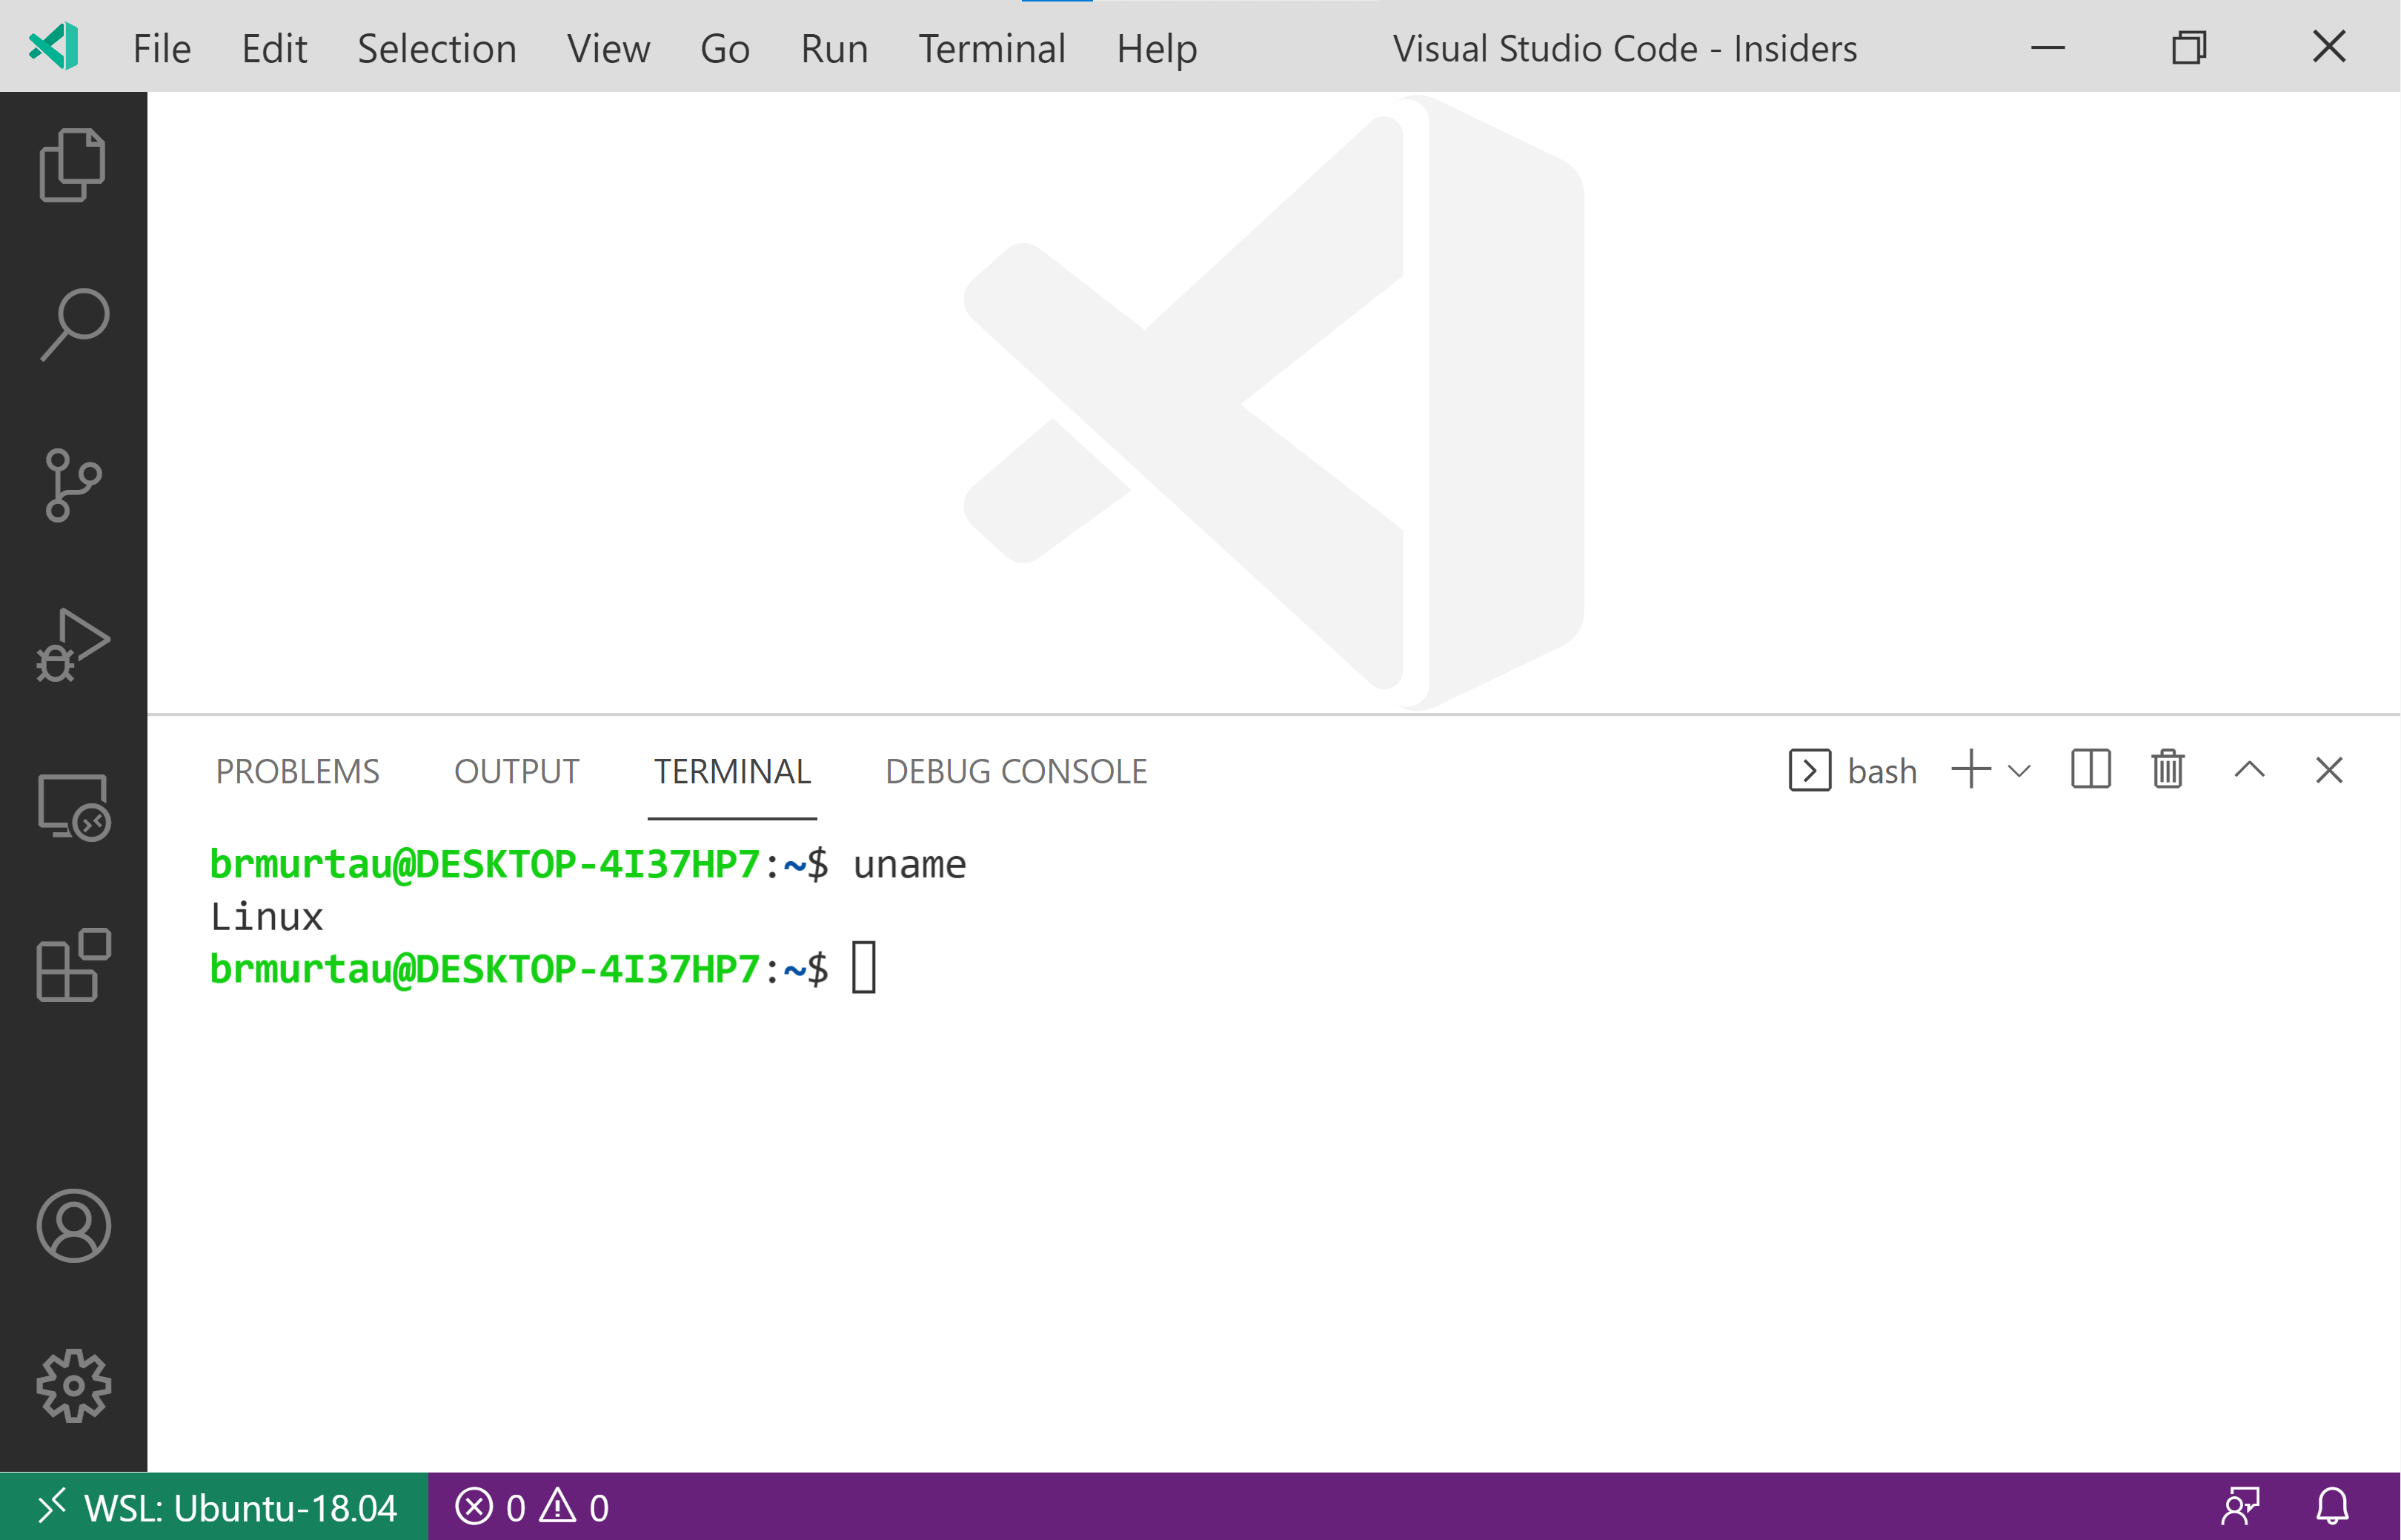 File Edit Selection View Go Run Terminal Help Visual Studio Code - Insiders
PROBLEMS OUTPUT TERMINAL DEBUG CONSOLE bash
brmurtau@DESKTOP-4I37HP7:~$ uname
Linux
brmurtau@DESKTOP-4I37HP7:~$
WSL: Ubuntu-18.04 0 0